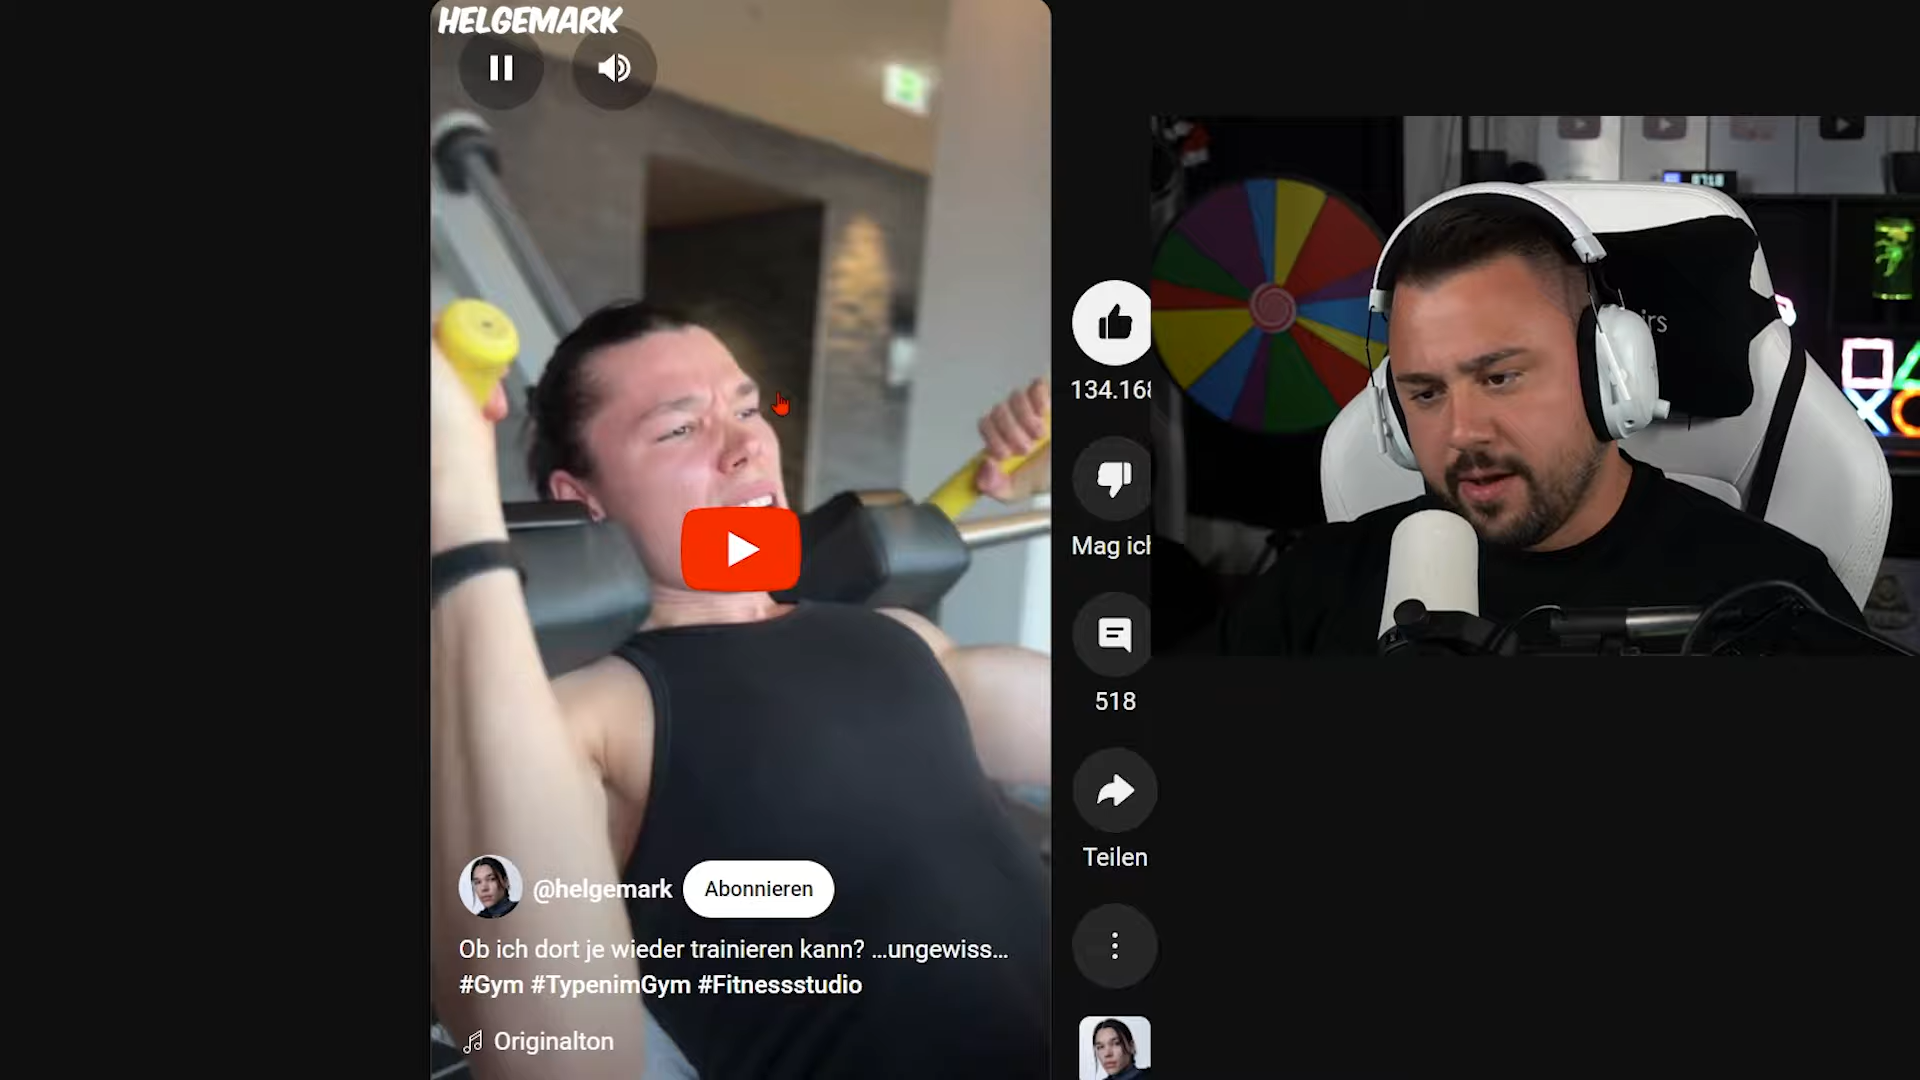 HELGEMARK
irs
134.168
Mag ich
518
Teilen
@helgemark
Abonnieren
Ob ich dort je wieder trainieren kann? ...ungewiss...
#Gym #TypenimGym #Fitnessstudio
Originalton